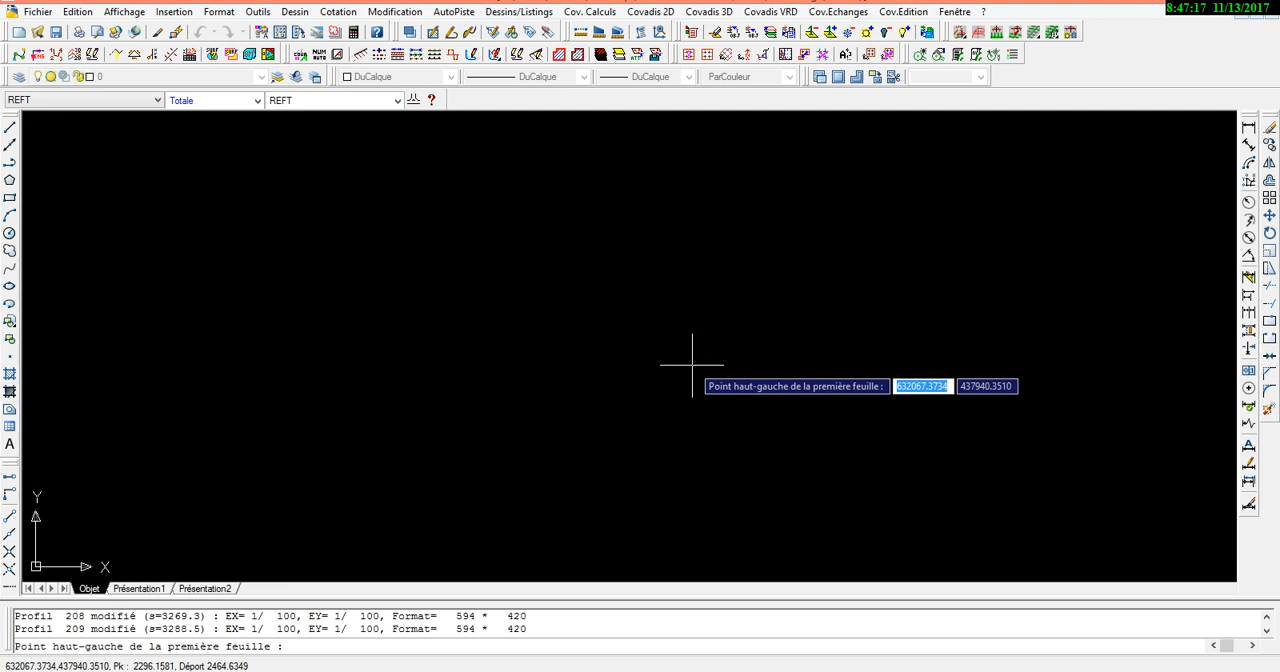 8:47:17 11/13/2017
Fichier Edition Affichage Insertion Format Outils Dessin Cotation Modification AutoPiste Dessins/Listings Cov. Calculs Covadis 2D Covadis 3D Covadis VRD Cov.Echanges Cov.Edition Fenêtre ?
0 DuCalque DuCalque DuCalque ParCouleur
REFT Totale REFT ?
Point haut-gauche de la première feuille : 632067.3734 437940.3510
A
Y
X
Objet Présentation1 Présentation2
Profil 208 modifié (s=3269.3) : EX= 1/ 100, EY= 1/ 100, Format= 594 * 420
Profil 209 modifié (s=3288.5) : EX= 1/ 100, EY= 1/ 100, Format= 594 * 420
Point haut-gauche de la première feuille :
632067.3734,437940.3510, Pk : 2296.1581, Déport 2464.6349